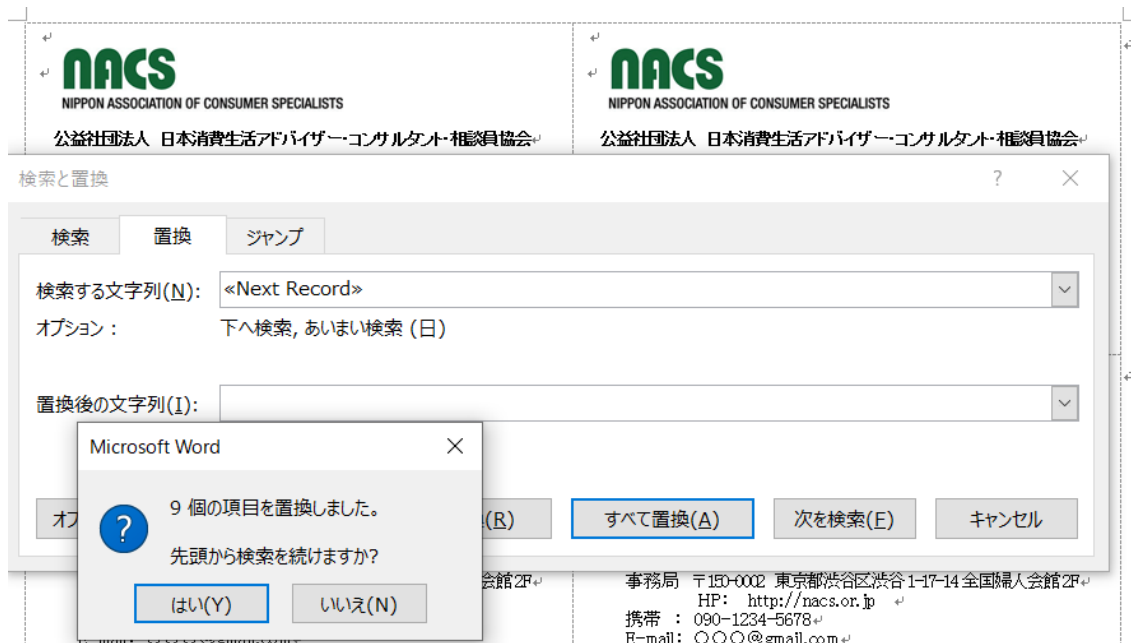 NACS
NIPPON ASSOCIATION OF CONSUMER SPECIALISTS
公益社団法人 日本消費生活アドバイザー・コンサルタント・相談員協会
NACS
NIPPON ASSOCIATION OF CONSUMER SPECIALISTS
公益社団法人 日本消費生活アドバイザー・コンサルタント・相談員協会
検索と置換
検索 置換 ジャンプ
検索する文字列(N): «Next Record»
オプション: 下へ検索, あいまい検索 (日)
置換後の文字列(I):
(R) すべて置換(A) 次を検索(F) キャンセル
Microsoft Word
9 個の項目を置換しました。
先頭から検索を続けますか?
はい(Y) いいえ(N)
会館2F
事務局 〒150-0002 東京都渋谷区渋谷1-17-14全国婦人会館2F
HP: http://nacs.or.jp
携帯 : 090-1234-5678
E-mail: 〇〇〇@gmail.com